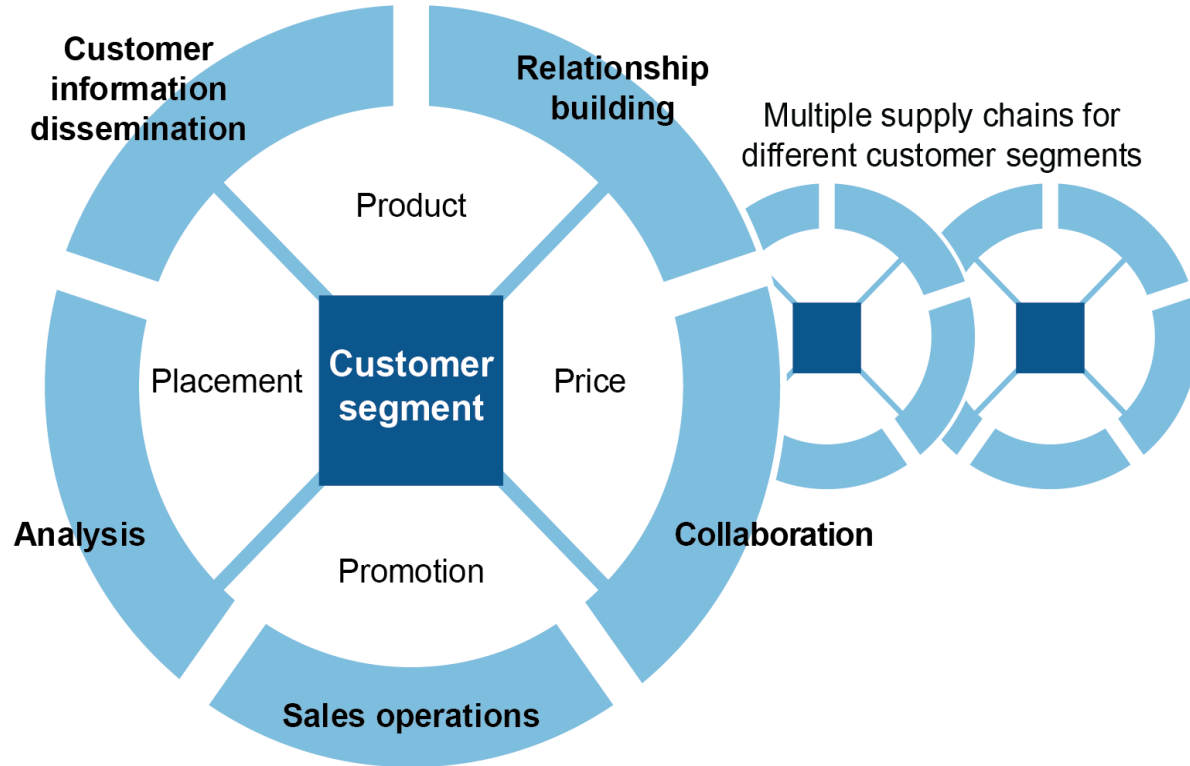 Customer
information
dissemination
Relationship
building
Multiple supply chains for
different customer segments
Product
Placement
Customer
segment
Price
Analysis
Collaboration
Promotion
Sales operations